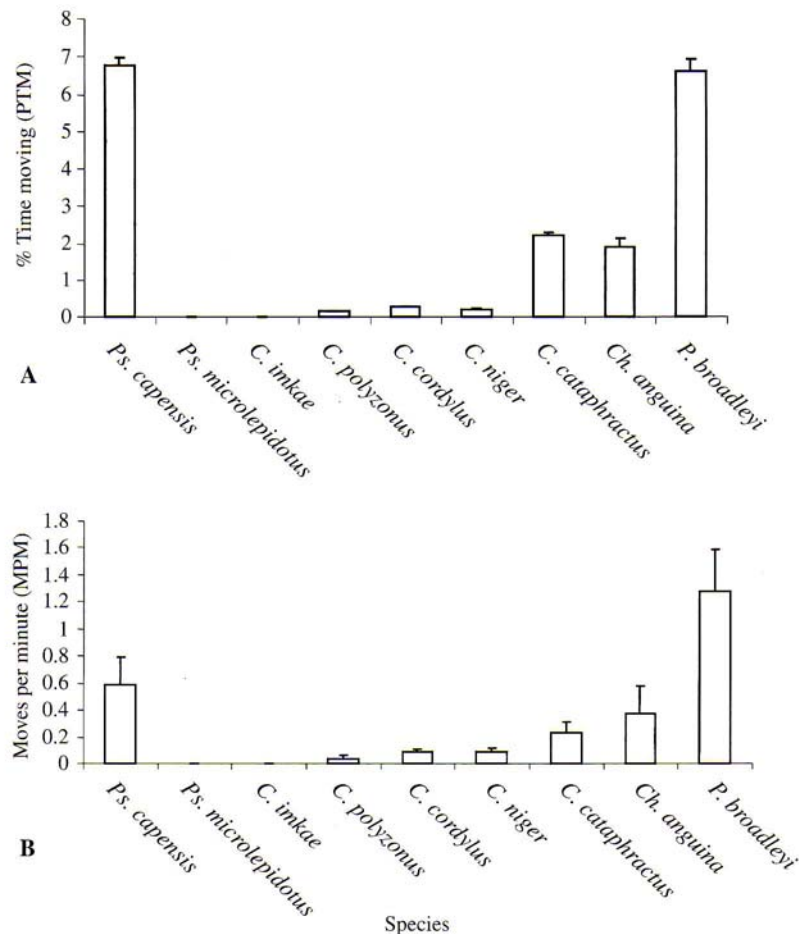 % Time moving (PTM)
8
7
6
5
4
3
2
1
0
Ps. capensis
Ps. microlepidotus
C. imkae
C. polyzonus
C. cordylus
C. niger
C. cataphractus
Ch. anguina
P. broadleyi
A
Moves per minute (MPM)
1.8
1.6
1.4
1.2
1
0.8
0.6
0.4
0.2
0
Ps. capensis
Ps. microlepidotus
C. imkae
C. polyzonus
C. cordylus
C. niger
C. cataphractus
Ch. anguina
P. broadleyi
B
Species